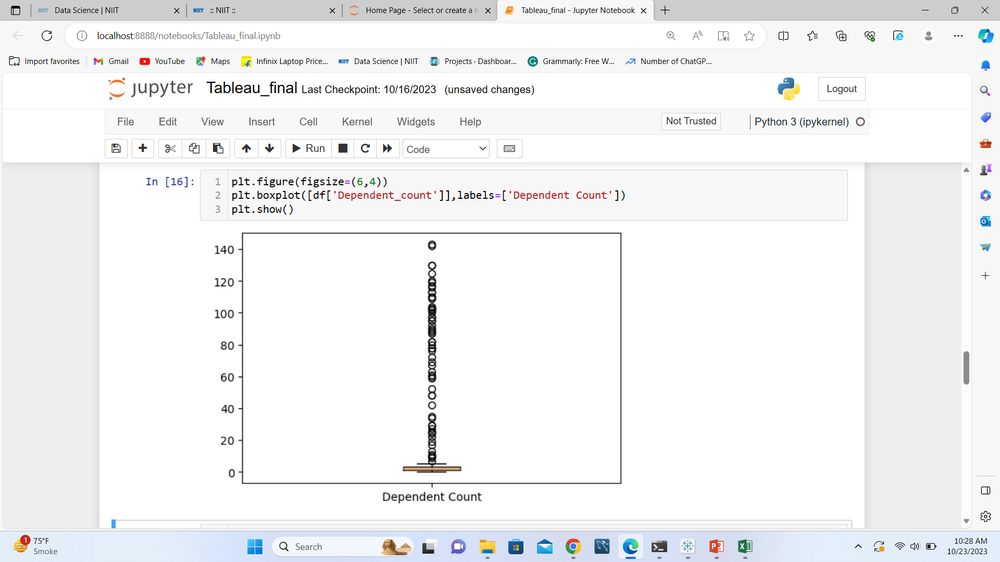 Data Science | NIIT
:: NIIT ::
Home Page - Select or create a n
Tableau_final - Jupyter Notebook
localhost:8888/notebooks/Tableau_final.ipynb
Import favorites
Gmail
YouTube
Maps
Infinix Laptop Price...
NIIT Data Science | NIIT
Projects · Dashboar...
Grammarly: Free W...
Number of ChatGP...
jupyter Tableau_final Last Checkpoint: 10/16/2023 (unsaved changes)
Logout
File Edit View Insert Cell Kernel Widgets Help
Not Trusted
Python 3 (ipykernel)
Run
Code
In [16]:
1 plt.figure(figsize=(6,4))
2 plt.boxplot([df['Dependent_count']],labels=['Dependent Count'])
3 plt.show()
140
120
100
80
60
40
20
0
Dependent Count
1
75°F
Smoke
Search
10:28 AM
10/23/2023